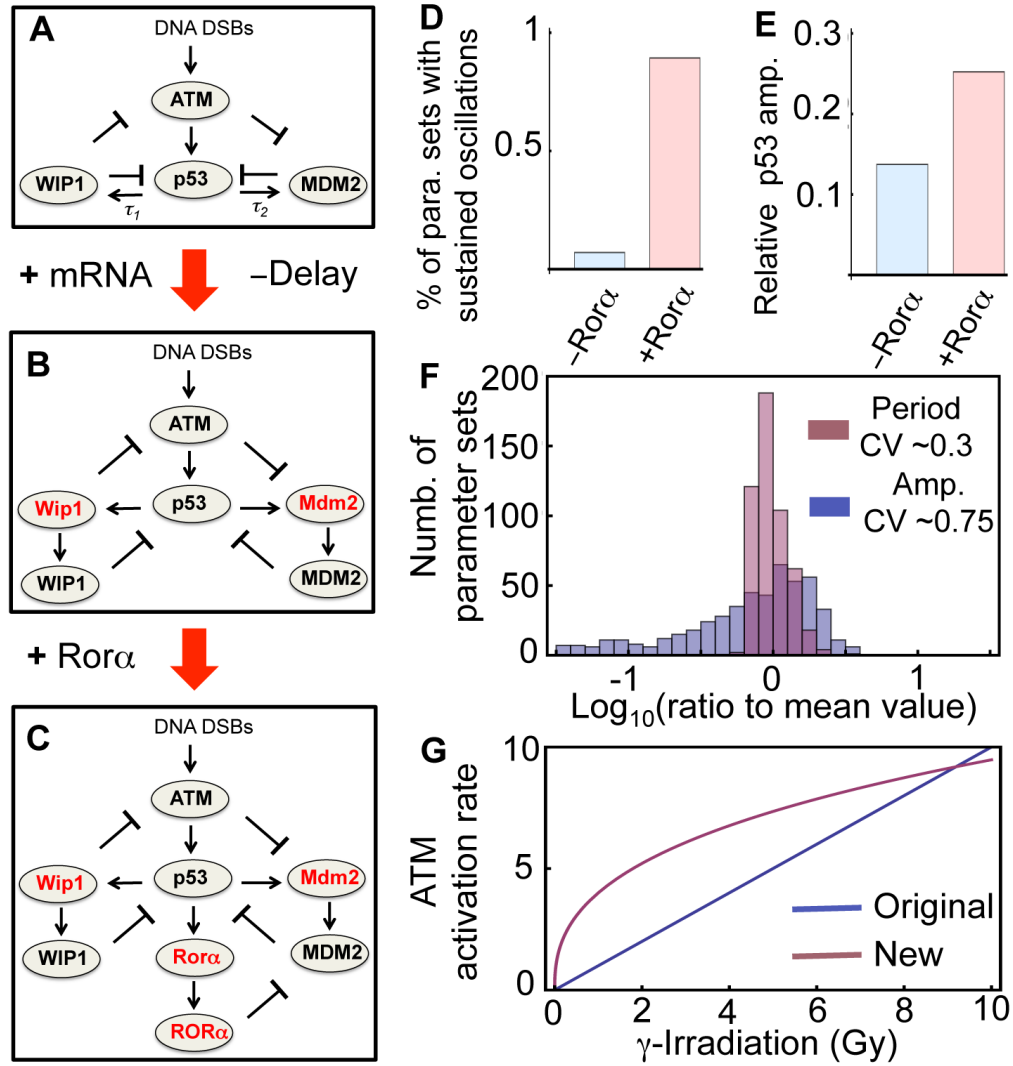 A
DNA DSBs
ATM
WIP1
p53
MDM2
τ1
τ2
+ mRNA
–Delay
B
DNA DSBs
ATM
Wip1
p53
Mdm2
WIP1
MDM2
+ Rorα
C
DNA DSBs
ATM
Wip1
p53
Mdm2
WIP1
Rorα
MDM2
RORα
D
% of para. sets with
sustained oscillations
1
0.5
0
–Rorα
+Rorα
E
Relative p53 amp.
0.3
0.2
0.1
–Rorα
+Rorα
F
Numb. of
parameter sets
200
150
100
50
0
Period
CV ~0.3
Amp.
CV ~0.75
-1
0
1
Log10(ratio to mean value)
G
ATM
activation rate
10
5
0
Original
New
0
2
4
6
8
10
γ-Irradiation (Gy)